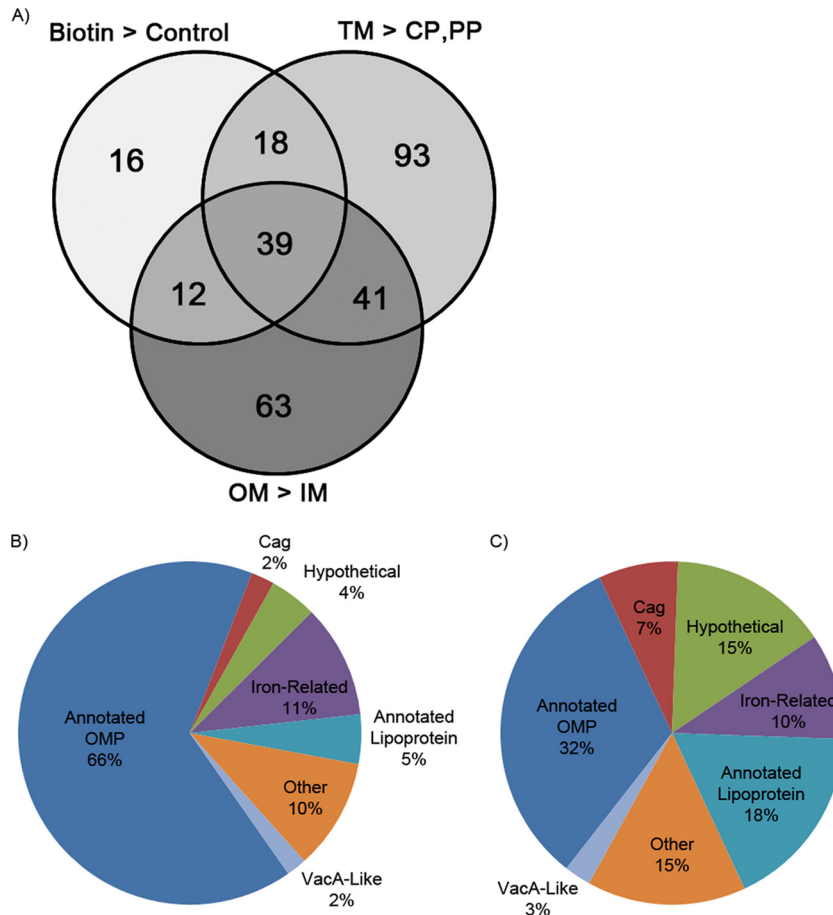 A)
Biotin > Control
TM > CP,PP
16
18
93
39
12
41
63
OM > IM
B)
Cag
2%
Hypothetical
4%
Iron-Related
11%
Annotated
Lipoprotein
5%
Other
10%
VacA-Like
2%
Annotated
OMP
66%
C)
Cag
7%
Hypothetical
15%
Iron-Related
10%
Annotated
Lipoprotein
18%
Other
15%
VacA-Like
3%
Annotated
OMP
32%